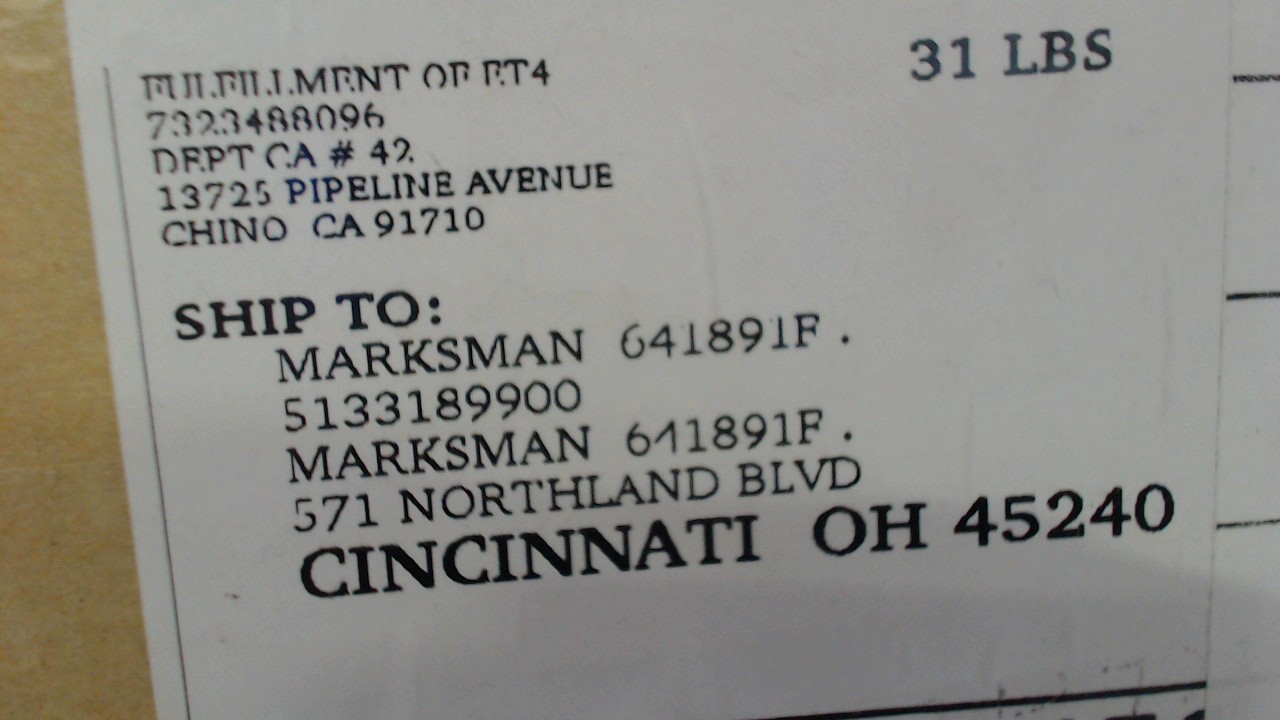 FULFILLMENT OF ET4
31 LBS
7323488096
DEPT CA # 42
13725 PIPELINE AVENUE
CHINO CA 91710
SHIP TO:
MARKSMAN 641891F .
5133189900
MARKSMAN 641891F .
571 NORTHLAND BLVD
CINCINNATI OH 45240